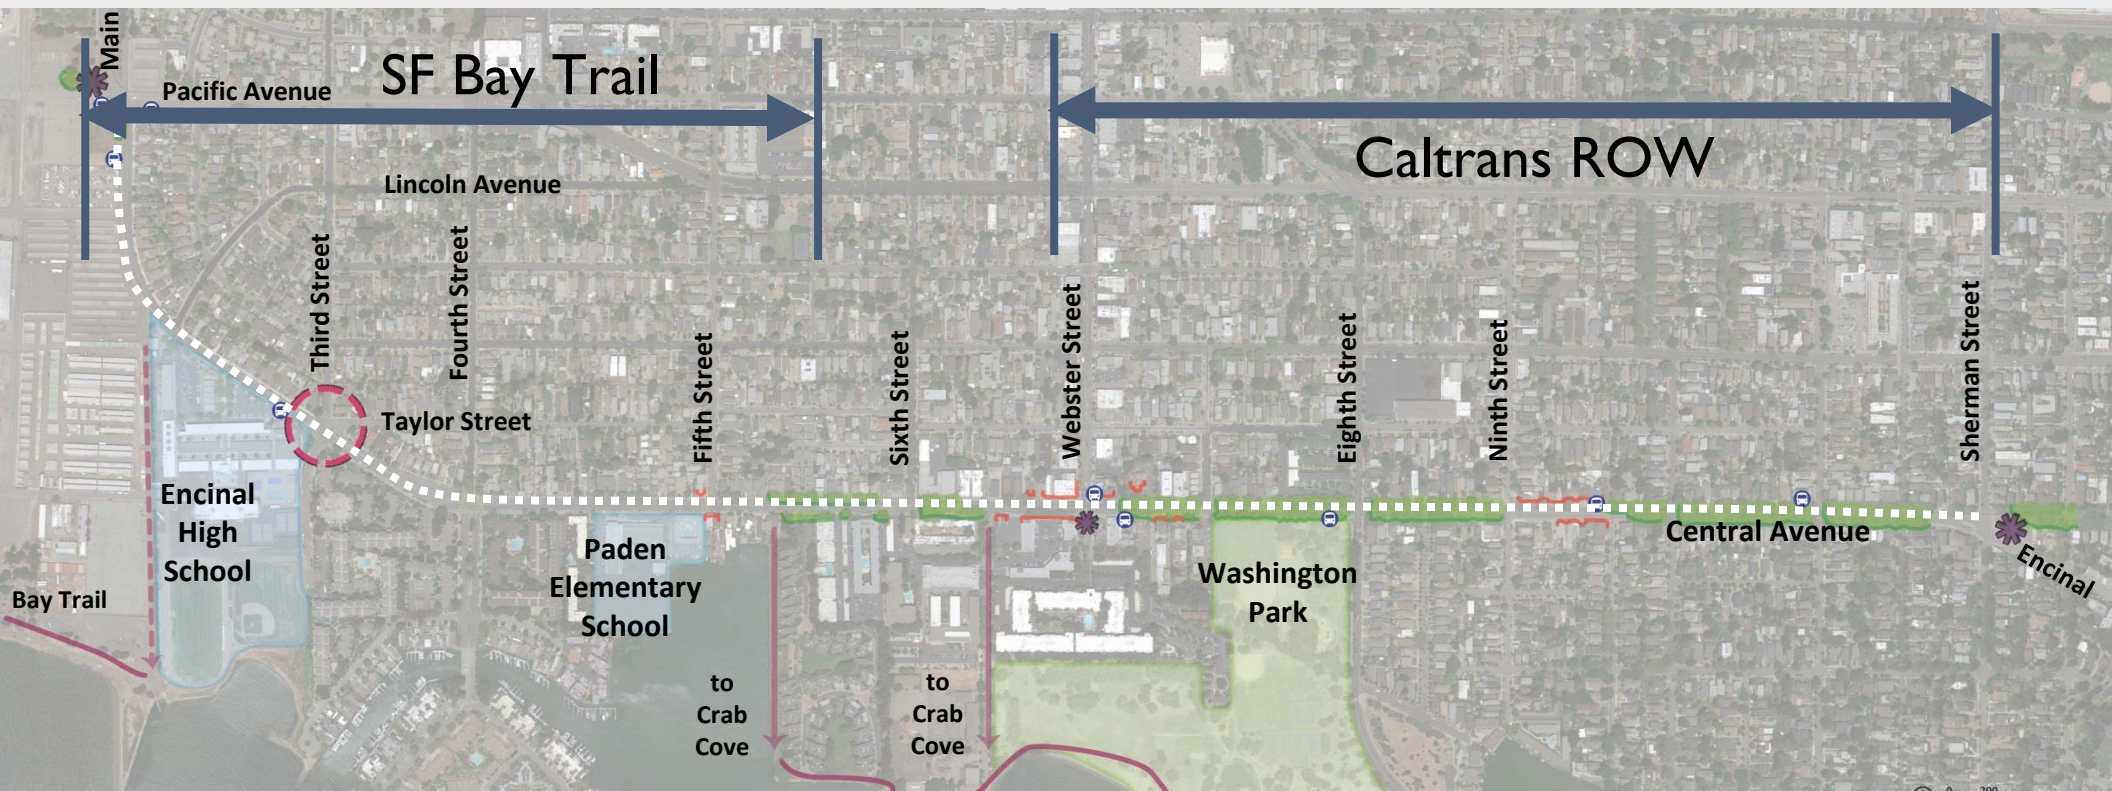 Main
Pacific Avenue
SF Bay Trail
Caltrans ROW
Lincoln Avenue
Third Street
Fourth Street
Fifth Street
Sixth Street
Webster Street
Eighth Street
Ninth Street
Sherman Street
Taylor Street
Encinal
High
School
Paden
Elementary
School
Washington
Park
Central Avenue
Encinal
Bay Trail
to
Crab
Cove
to
Crab
Cove
0 200